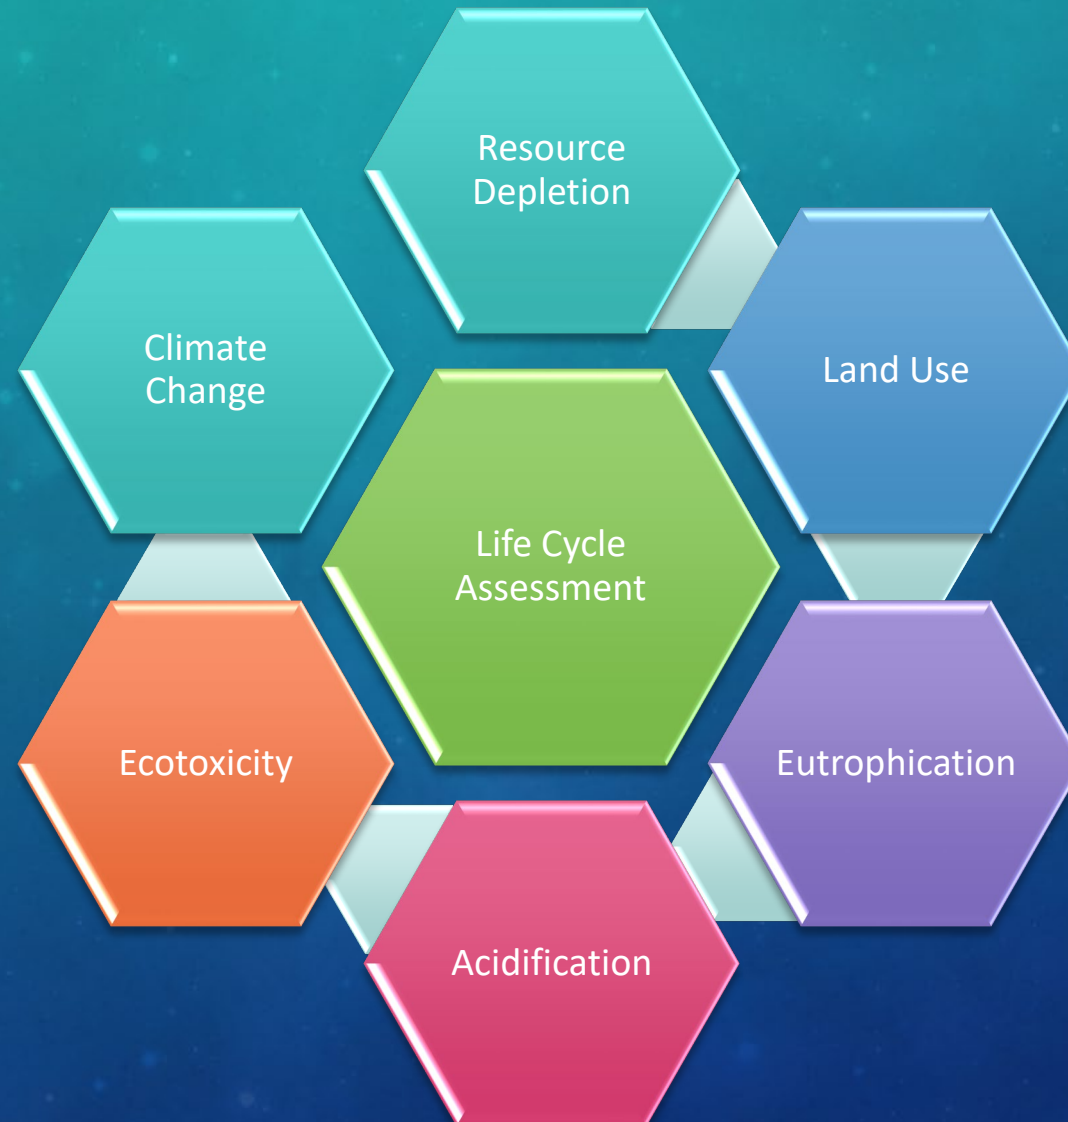 Resource
Depletion
Climate
Change
Land Use
Life Cycle
Assessment
Ecotoxicity
Eutrophication
Acidification